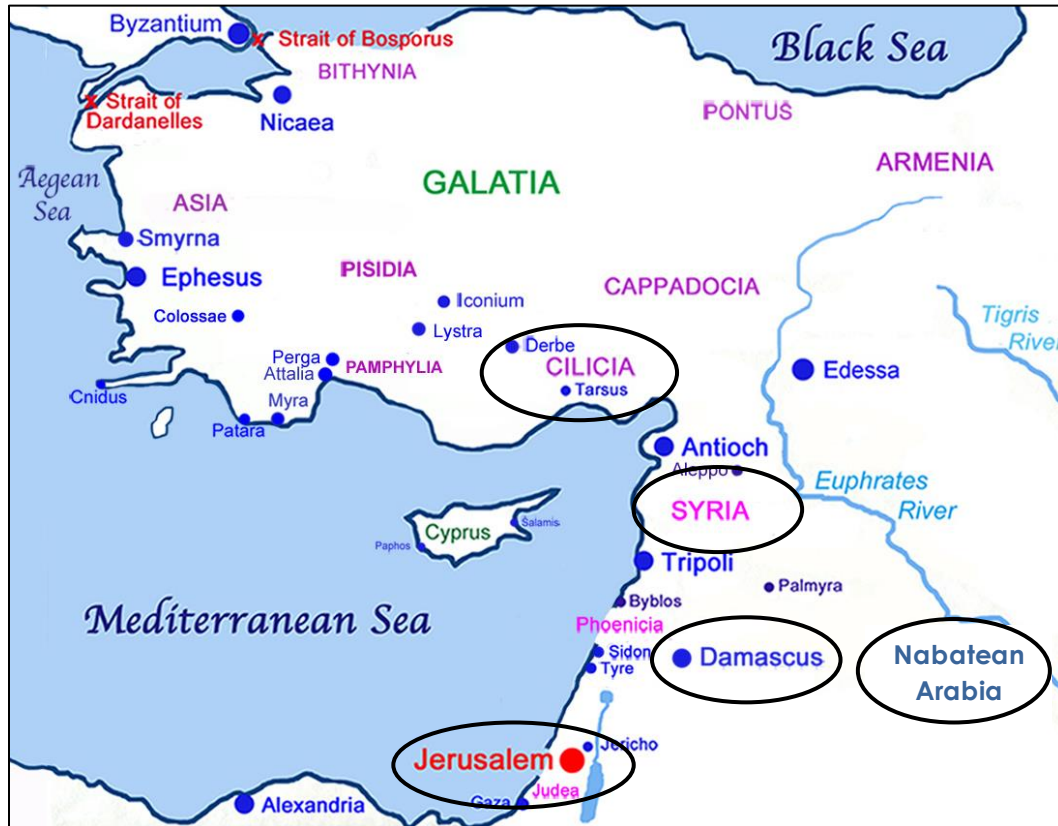 Byzantium
Strait of Bosporus
BITHYNIA
Black Sea
Strait of
Dardanelles
Nicaea
PONTUS
ARMENIA
Aegean
Sea
GALATIA
ASIA
Smyrna
Ephesus
PISIDIA
CAPPADOCIA
Iconium
Tigris
River
Colossae
Lystra
Derbe
Perga
PAMPHYLIA
CILICIA
Edessa
Attalia
Tarsus
Cnidus
Myra
Patara
Antioch
Aleppo
Euphrates
River
SYRIA
Cyprus
Salamis
Paphos
Tripoli
Palmyra
Byblos
Mediterranean Sea
Phoenicia
Sidon
Damascus
Nabatean
Arabia
Tyre
Jericho
Jerusalem
Judea
Gaza
Alexandria